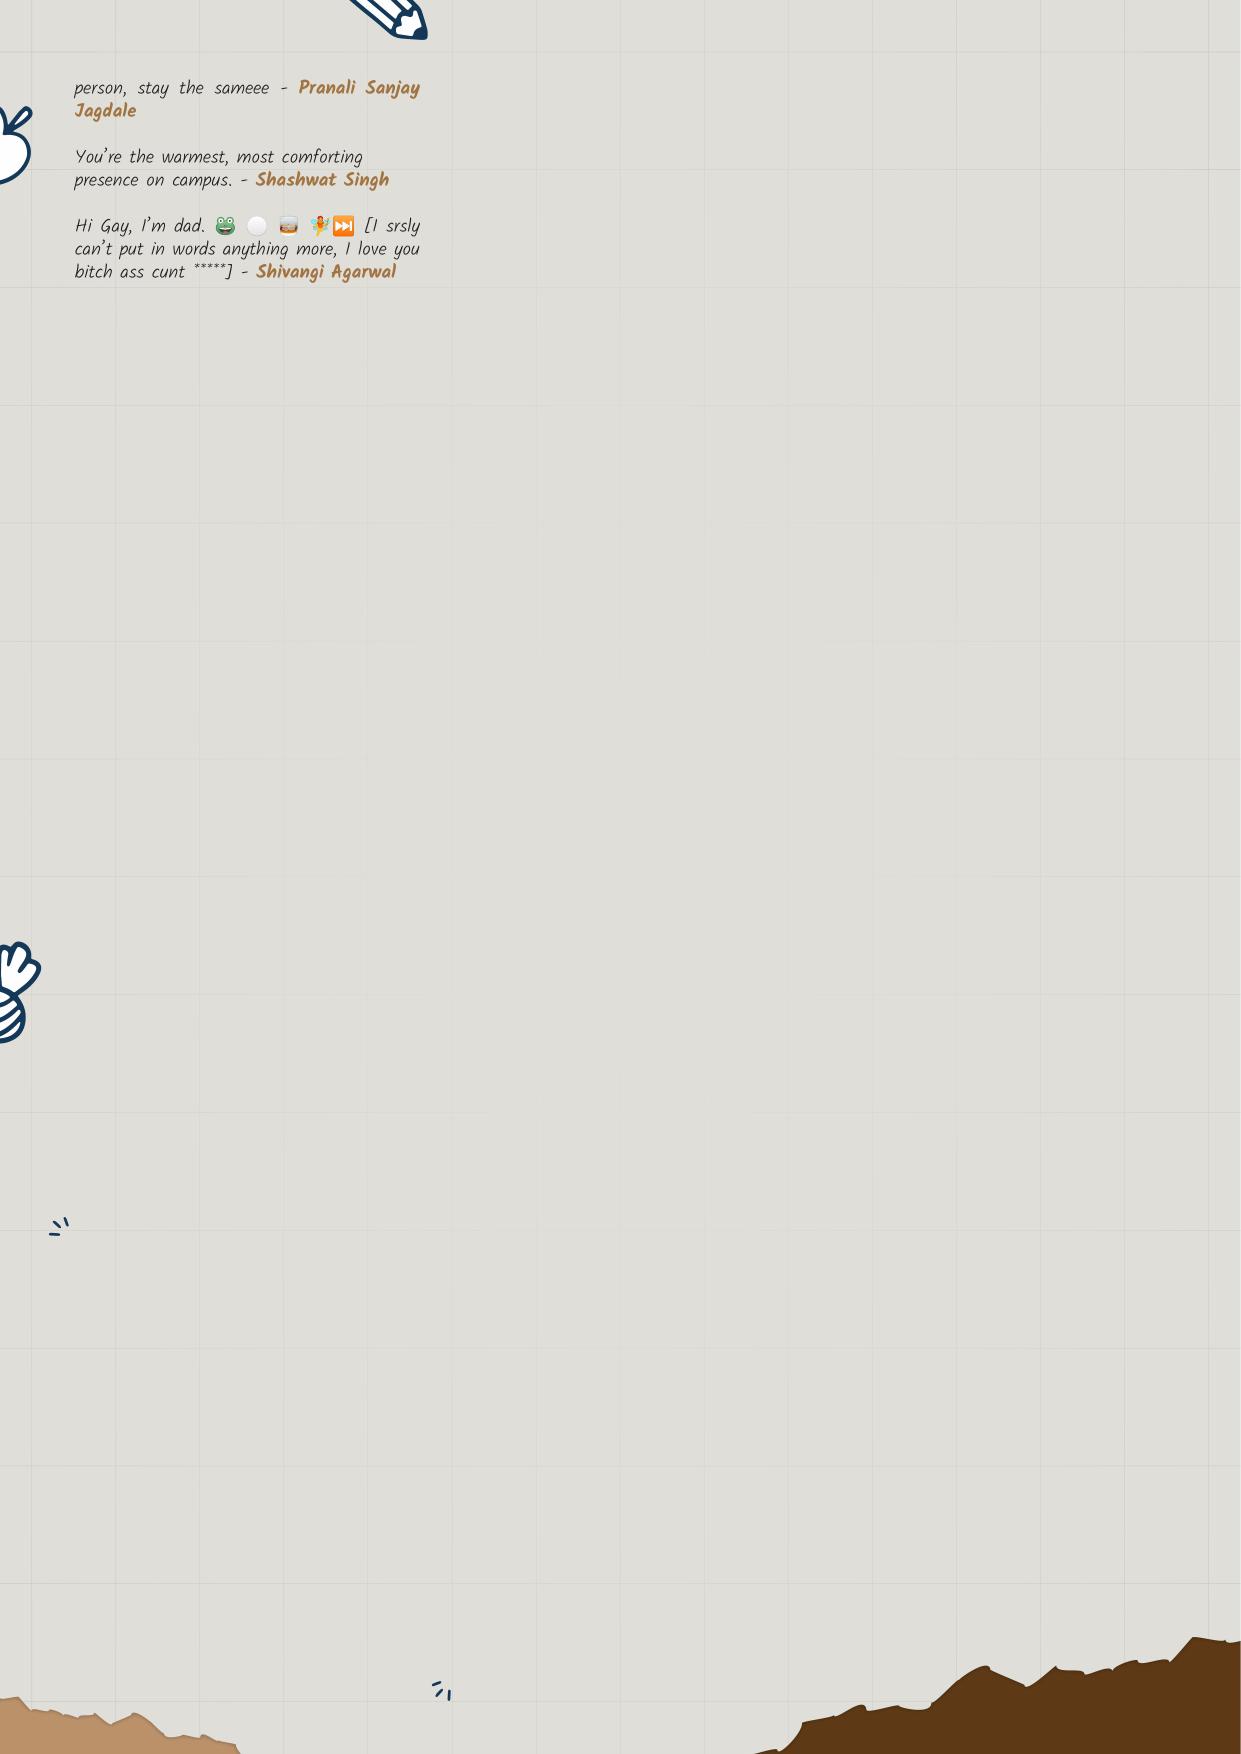 person, stay the sameee - Pranali Sanjay
Jagdale
You're the warmest, most comforting
presence on campus. - Shashwat Singh
Hi Gay, I'm dad. 🐸 ⚪ 🥃 🧚⏭️ [I srsly
can't put in words anything more, I love you
bitch ass cunt *****] - Shivangi Agarwal